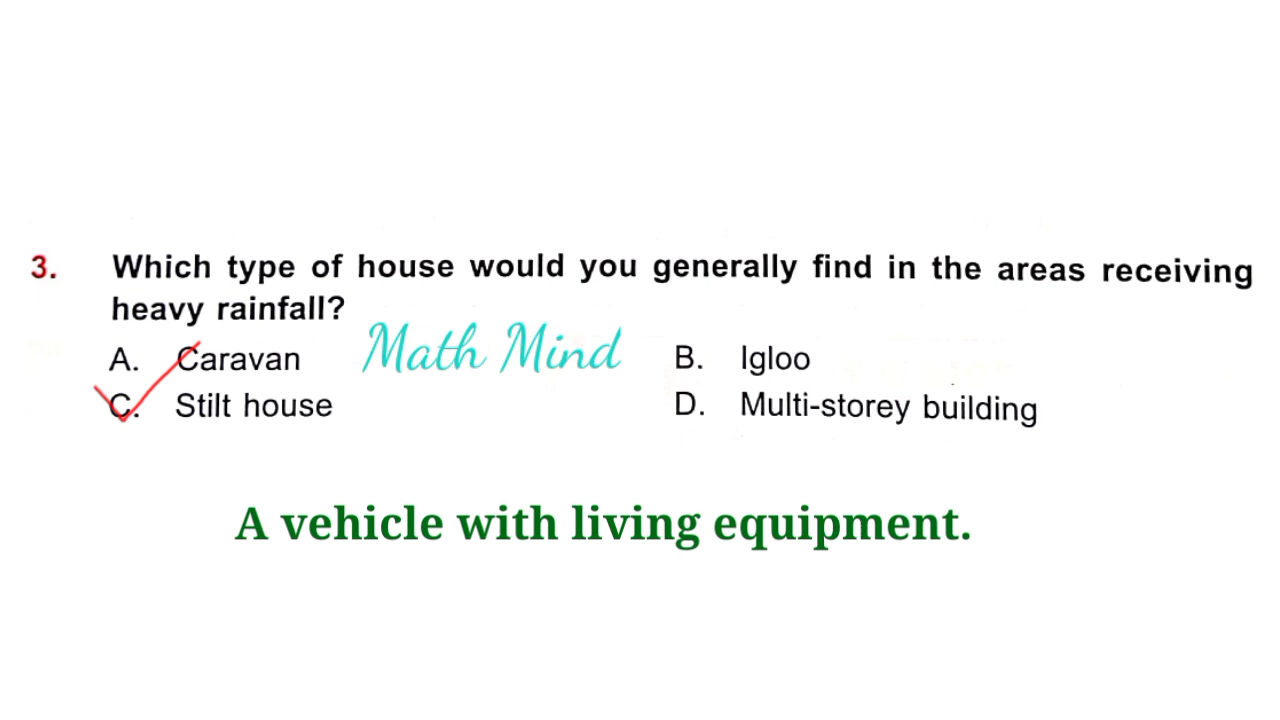 3. Which type of house would you generally find in the areas receiving
heavy rainfall?
A. Caravan Math Mind B. Igloo
C. Stilt house D. Multi-storey building
A vehicle with living equipment.